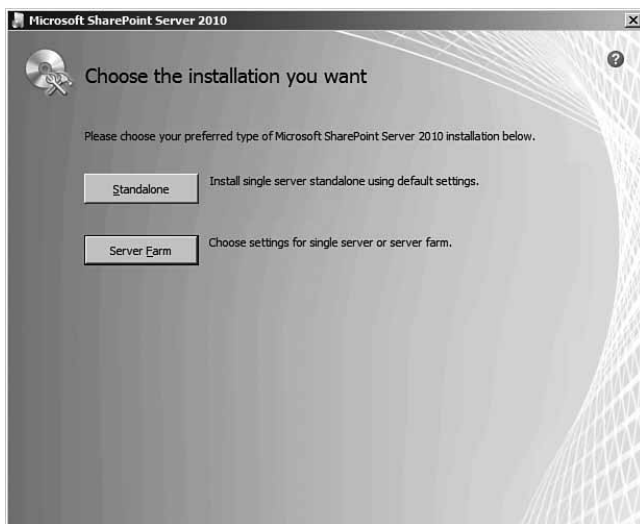 Microsoft SharePoint Server 2010
Choose the installation you want
Please choose your preferred type of Microsoft SharePoint Server 2010 installation below.
Standalone
Install single server standalone using default settings.
Server Farm
Choose settings for single server or server farm.